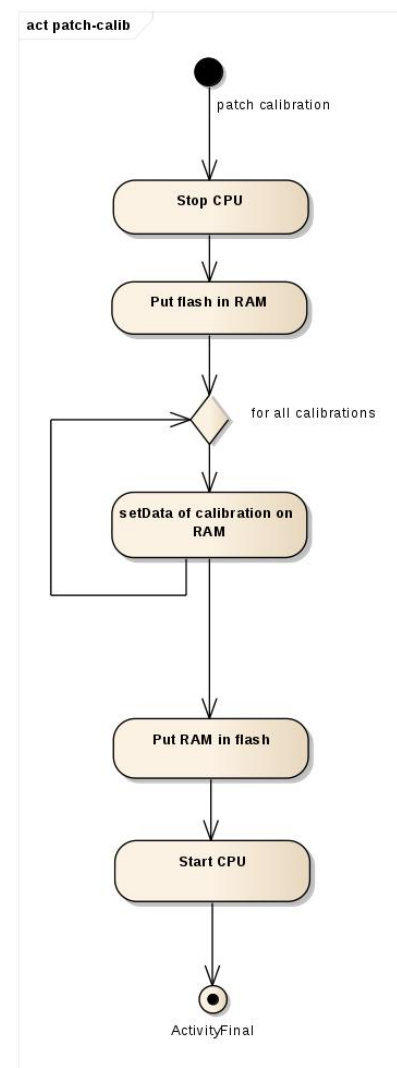 act patch-calib
patch calibration
Stop CPU
Put flash in RAM
for all calibrations
setData of calibration on
RAM
Put RAM in flash
Start CPU
ActivityFinal